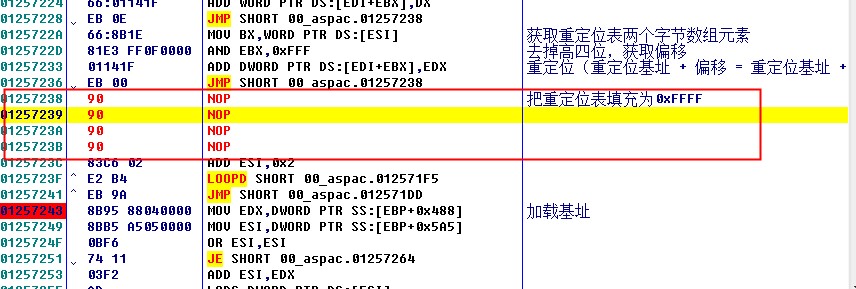 01257224 66:01141F ADD WORD PTR DS:[EDI+EBX],DX
01257228 EB 0E JMP SHORT 00_aspac.01257238
0125722A 66:8B1E MOV BX,WORD PTR DS:[ESI] 获取重定位表两个字节数组元素
0125722D 81E3 FF0F0000 AND EBX,0xFFF 去掉高四位，获取偏移
01257233 01141F ADD DWORD PTR DS:[EDI+EBX],EDX 重定位（重定位基址 + 偏移 = 重定位基址 +
01257236 EB 00 JMP SHORT 00_aspac.01257238
01257238 90 NOP 把重定位表填充为0xFFFF
01257239 90 NOP
0125723A 90 NOP
0125723B 90 NOP
0125723C 83C6 02 ADD ESI,0x2
0125723F E2 B4 LOOPD SHORT 00_aspac.012571F5
01257241 EB 9A JMP SHORT 00_aspac.012571DD
01257243 8B95 88040000 MOV EDX,DWORD PTR SS:[EBP+0x488] 加载基址
01257249 8BB5 A5050000 MOV ESI,DWORD PTR SS:[EBP+0x5A5]
0125724F 0BF6 OR ESI,ESI
01257251 74 11 JE SHORT 00_aspac.01257264
01257253 03F2 ADD ESI,EDX